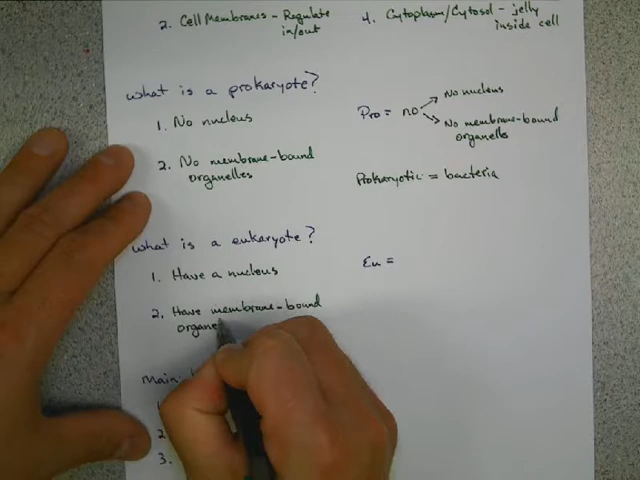 2. Cell Membranes - Regulate
in/out
4. Cytoplasm/Cytosol - jelly
inside cell
What is a prokaryote?
1. No nucleus
2. No membrane-bound
organelles
Pro = no
No nucleus
No membrane-bound
organelles
Prokaryotic = bacteria
What is a eukaryote?
1. Have a nucleus
2. Have membrane-bound
organe
Eu =
Main
2
3.